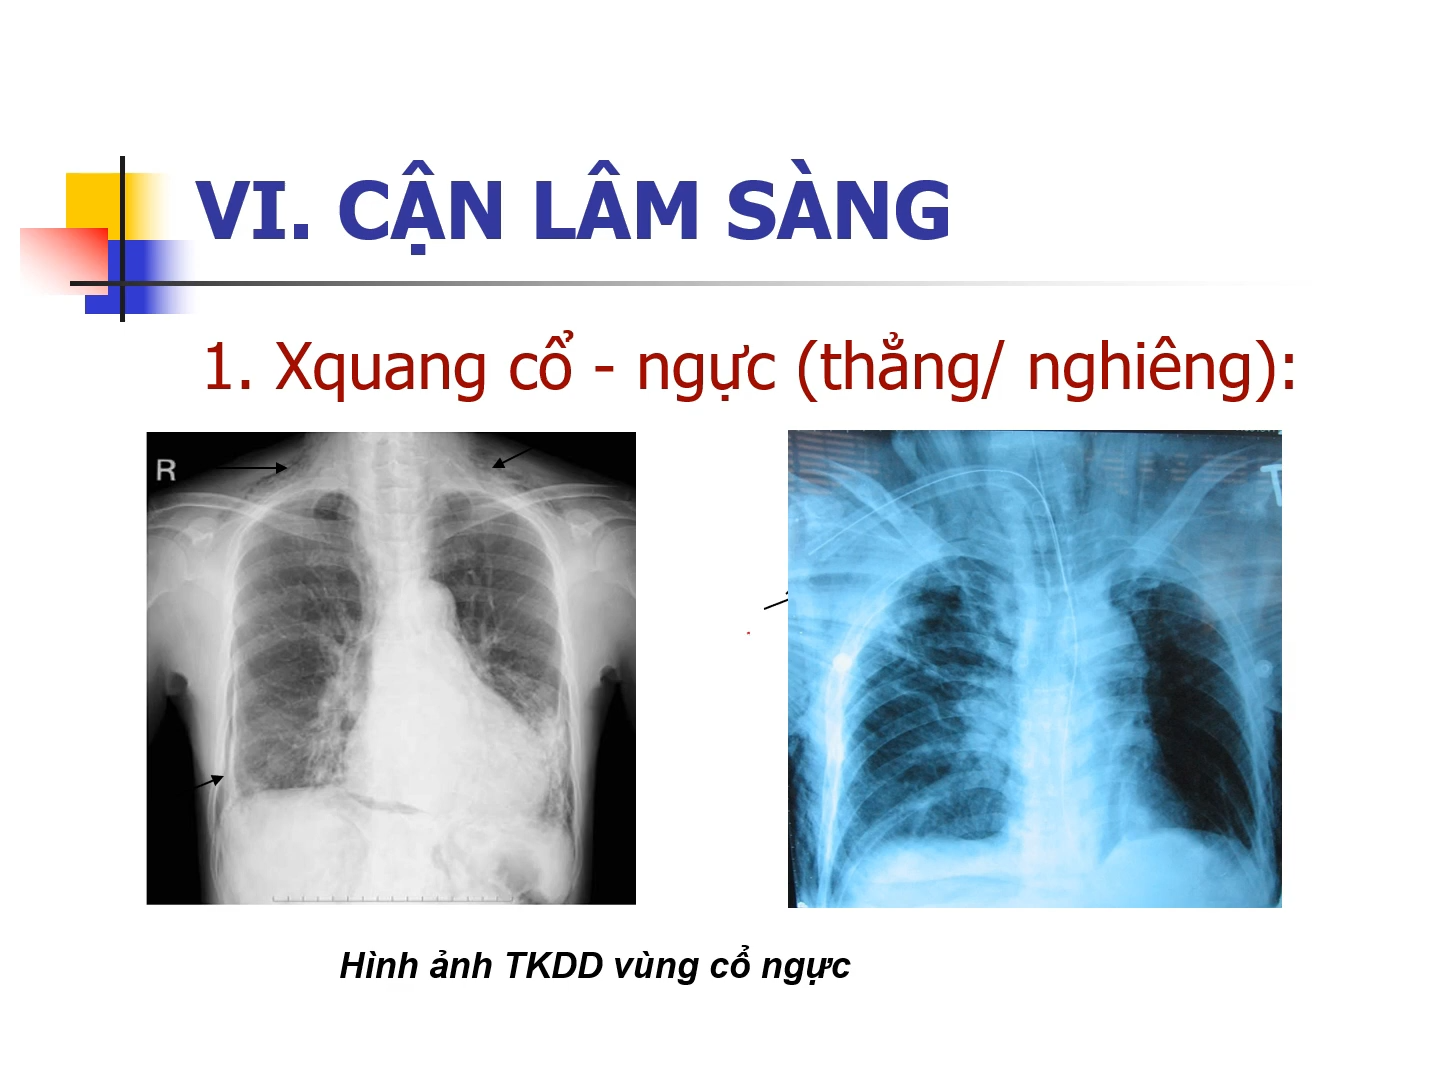 VI. CẬN LÂM SÀNG
1. Xquang cổ - ngực (thẳng/ nghiêng):
R
Hình ảnh TKDD vùng cổ ngực